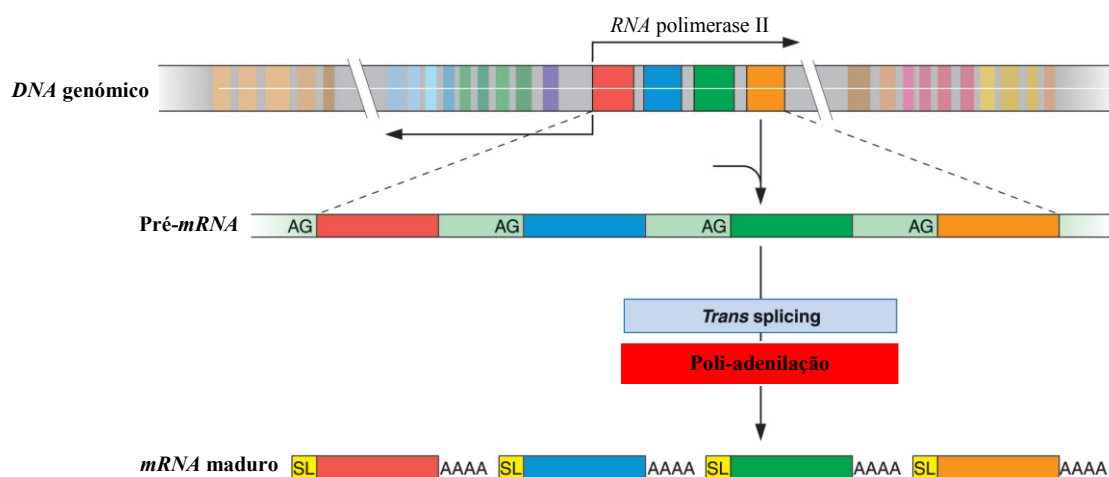 RNA polimerase II
DNA genómico
Pré-mRNA
AG AG AG AG
Trans splicing
Poli-adenilação
mRNA maduro
SL AAAA SL AAAA SL AAAA SL AAAA